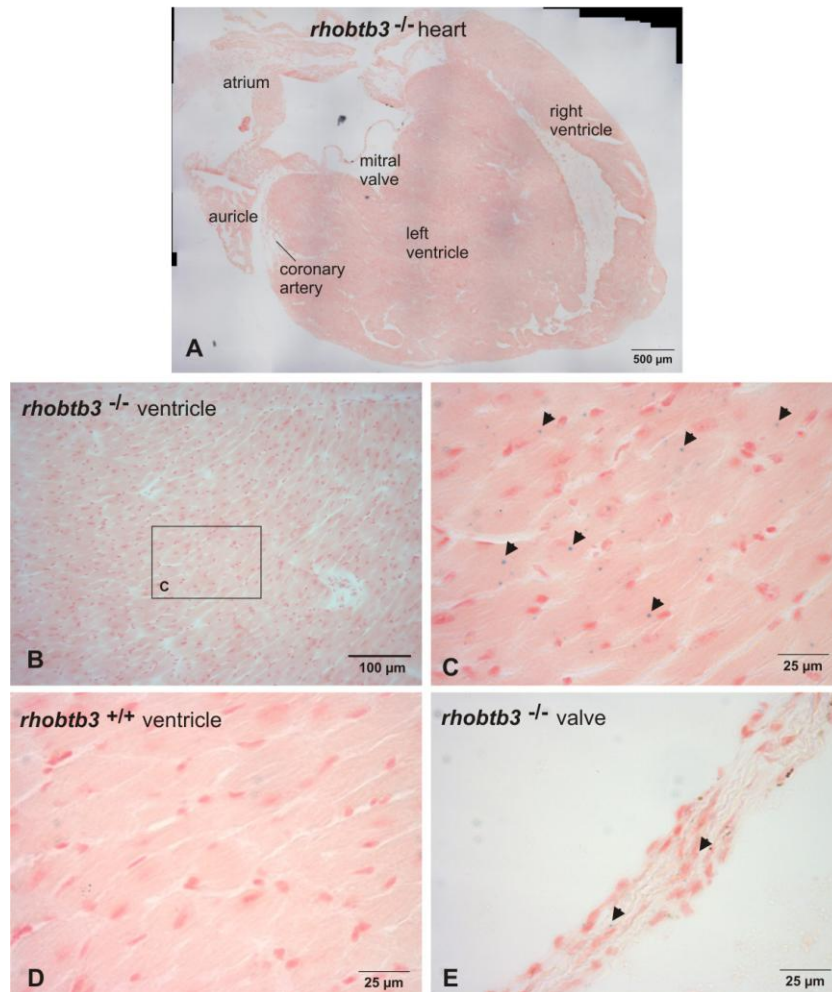 rhobtb3 -/- heart
atrium
right
ventricle
mitral
valve
auricle
left
ventricle
coronary
artery
A
500 µm
rhobtb3 -/- ventricle
C
B
100 µm
C
25 µm
rhobtb3 +/+ ventricle
D
25 µm
rhobtb3 -/- valve
E
25 µm